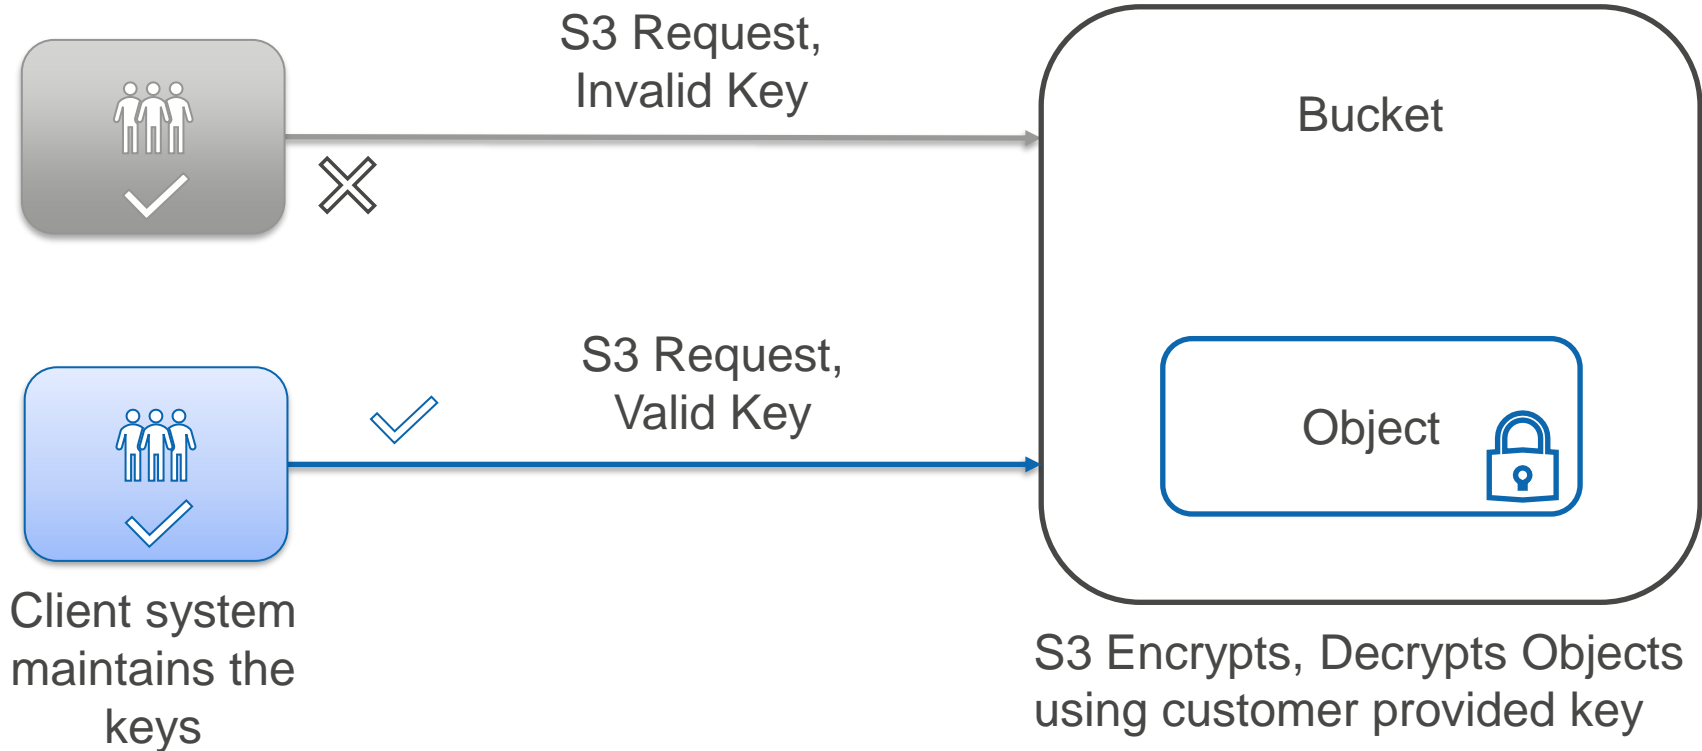 S3 Request,
Invalid Key
Bucket
S3 Request,
Valid Key
Object
Client system
maintains the
keys
S3 Encrypts, Decrypts Objects
using customer provided key